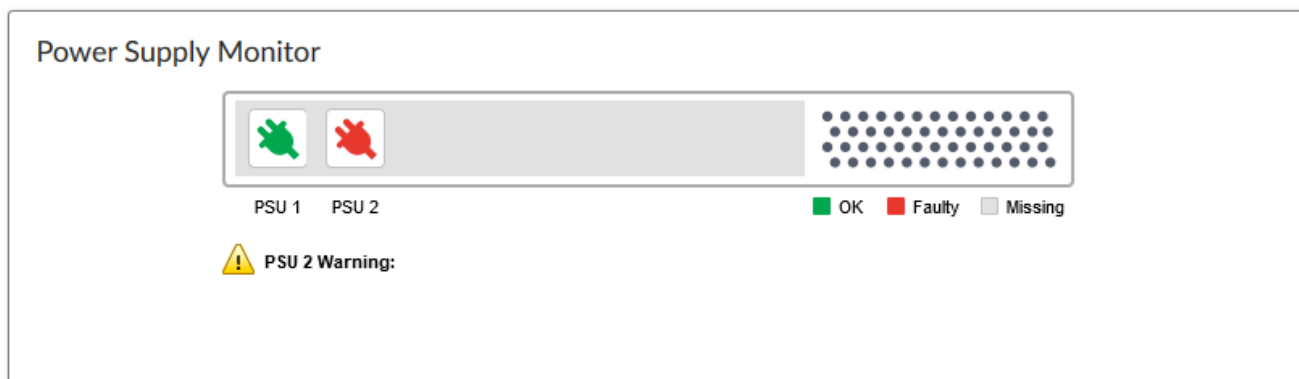 Power Supply Monitor
PSU 1 PSU 2
OK Faulty Missing
PSU 2 Warning: